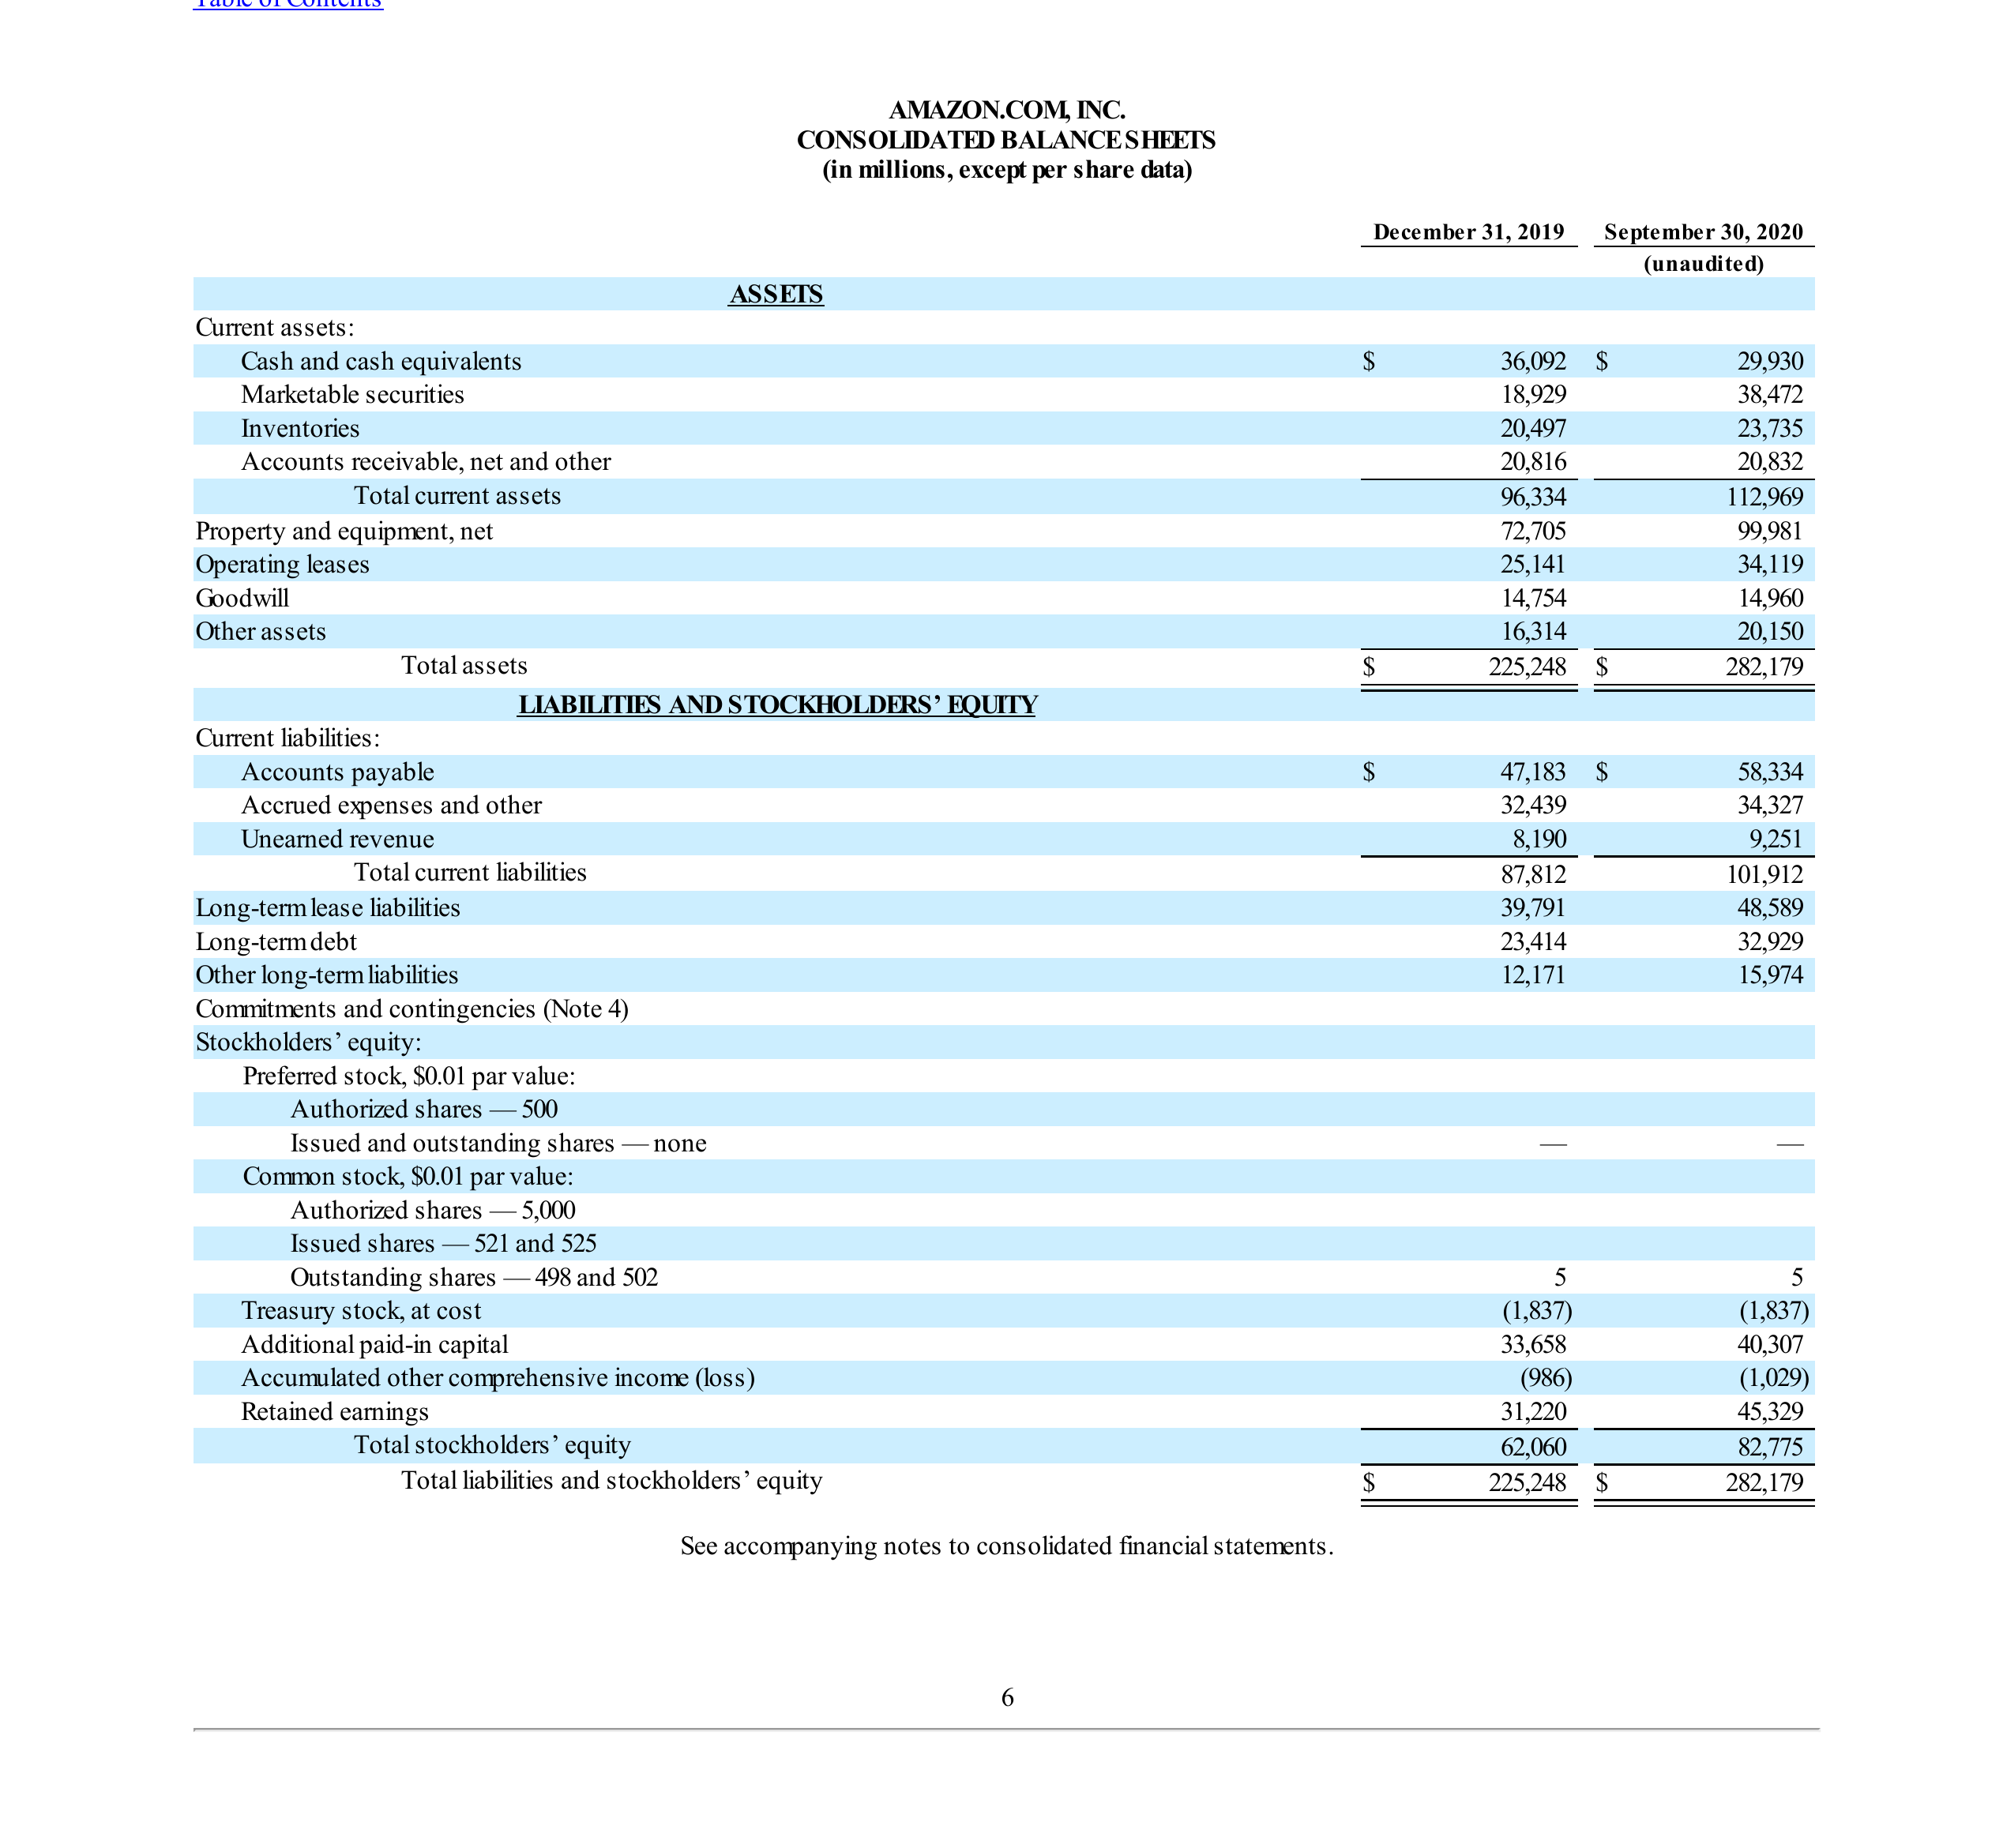 Table of Contents
AMAZON.COM, INC.
CONSOLIDATED BALANCE SHEETS
(in millions, except per share data)
December 31, 2019 September 30, 2020
(unaudited)
ASSETS
Current assets:
Cash and cash equivalents $ 36,092 $ 29,930
Marketable securities 18,929 38,472
Inventories 20,497 23,735
Accounts receivable, net and other 20,816 20,832
Total current assets 96,334 112,969
Property and equipment, net 72,705 99,981
Operating leases 25,141 34,119
Goodwill 14,754 14,960
Other assets 16,314 20,150
Total assets $ 225,248 $ 282,179
LIABILITIES AND STOCKHOLDERS’ EQUITY
Current liabilities:
Accounts payable $ 47,183 $ 58,334
Accrued expenses and other 32,439 34,327
Unearned revenue 8,190 9,251
Total current liabilities 87,812 101,912
Long-term lease liabilities 39,791 48,589
Long-term debt 23,414 32,929
Other long-term liabilities 12,171 15,974
Commitments and contingencies (Note 4)
Stockholders’ equity:
Preferred stock, $0.01 par value:
Authorized shares — 500
Issued and outstanding shares — none — —
Common stock, $0.01 par value:
Authorized shares — 5,000
Issued shares — 521 and 525
Outstanding shares — 498 and 502 5 5
Treasury stock, at cost (1,837) (1,837)
Additional paid-in capital 33,658 40,307
Accumulated other comprehensive income (loss) (986) (1,029)
Retained earnings 31,220 45,329
Total stockholders’ equity 62,060 82,775
Total liabilities and stockholders’ equity $ 225,248 $ 282,179
See accompanying notes to consolidated financial statements.
6